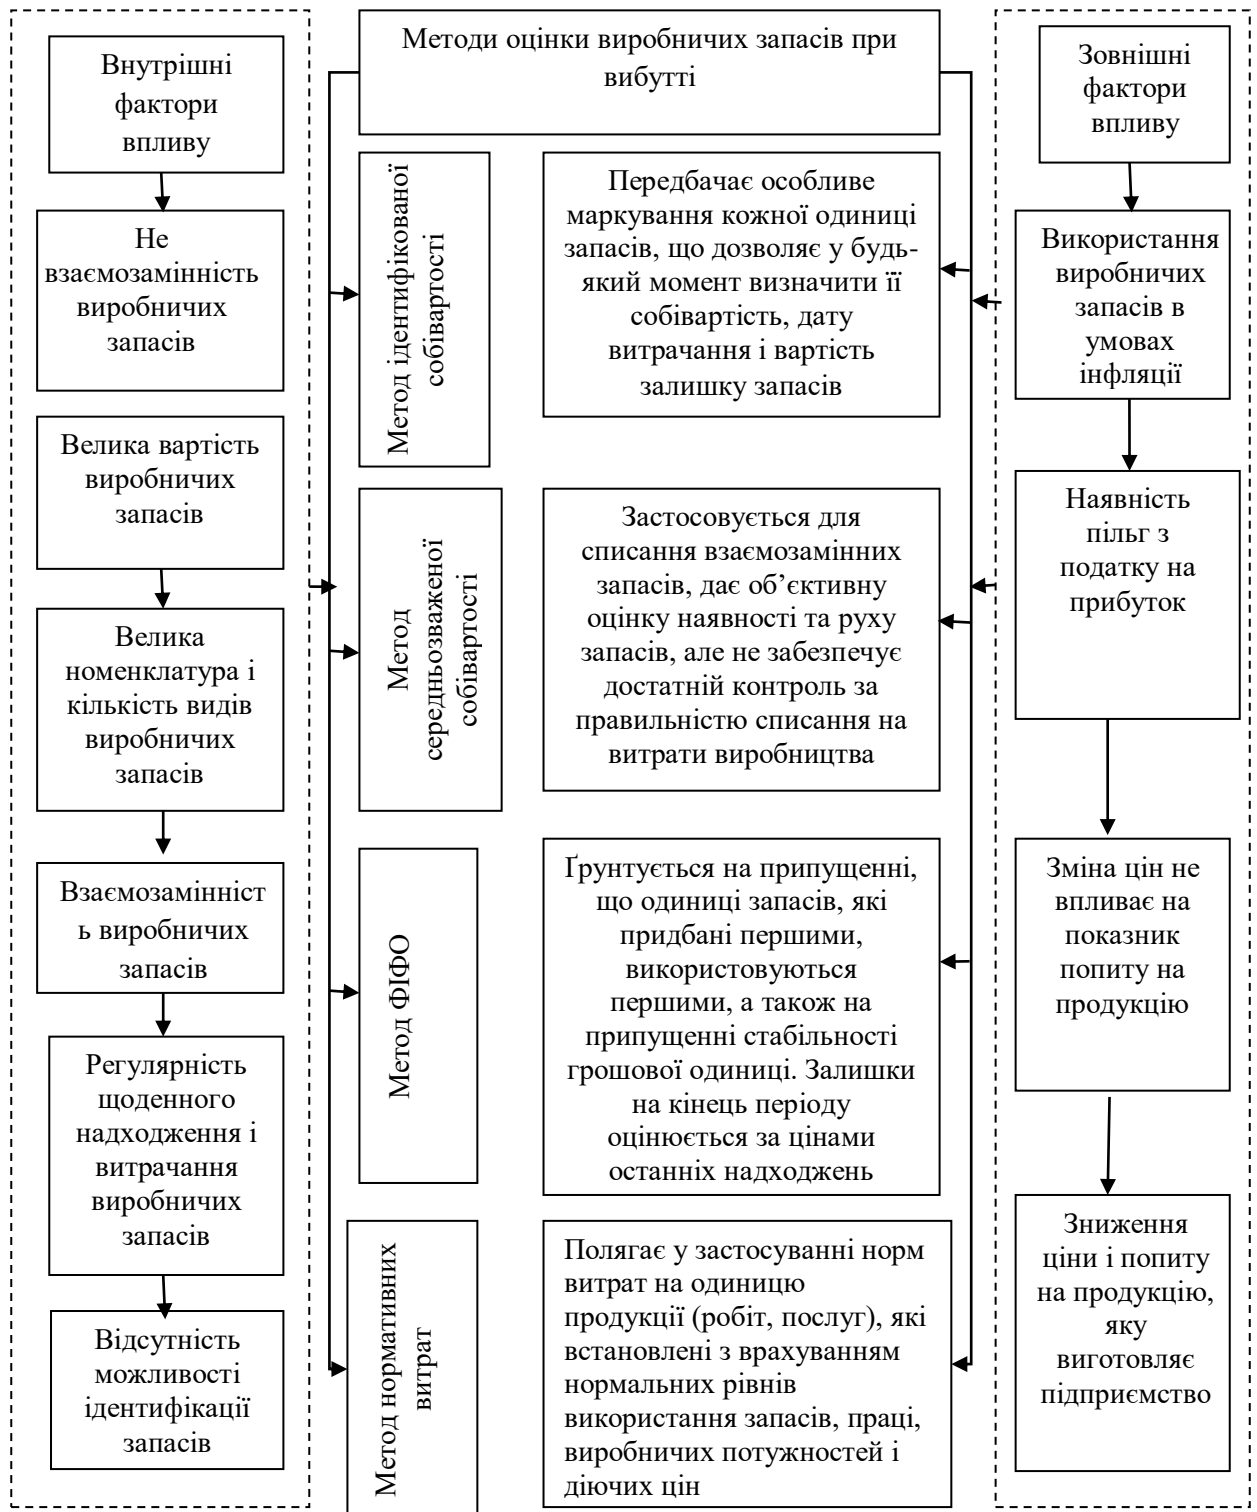 Внутрішні
фактори
впливу
Не
взаємозамінність
виробничих
запасів
Велика вартість
виробничих
запасів
Велика
номенклатура і
кількість видів
виробничих
запасів
Взаємозамінніст
ь виробничих
запасів
Регулярність
щоденного
надходження і
витрачання
виробничих
запасів
Відсутність
можливості
ідентифікації
запасів
Методи оцінки виробничих запасів при
вибутті
Метод ідентифікованої
собівартості
Передбачає особливе
маркування кожної одиниці
запасів, що дозволяє у будь-
який момент визначити її
собівартість, дату
витрачання і вартість
залишку запасів
Метод
середньозваженої
собівартості
Застосовується для
списання взаємозамінних
запасів, дає об’єктивну
оцінку наявності та руху
запасів, але не забезпечує
достатній контроль за
правильністю списання на
витрати виробництва
Метод ФІФО
Ґрунтується на припущенні,
що одиниці запасів, які
придбані першими,
використовуються
першими, а також на
припущенні стабільності
грошової одиниці. Залишки
на кінець періоду
оцінюється за цінами
останніх надходжень
Метод нормативних
витрат
Полягає у застосуванні норм
витрат на одиницю
продукції (робіт, послуг), які
встановлені з врахуванням
нормальних рівнів
використання запасів, праці,
виробничих потужностей і
діючих цін
Зовнішні
фактори
впливу
Використання
виробничих
запасів в
умовах
інфляції
Наявність
пільг з
податку на
прибуток
Зміна цін не
впливає на
показник
попиту на
продукцію
Зниження
ціни і попиту
на продукцію,
яку
виготовляє
підприємство